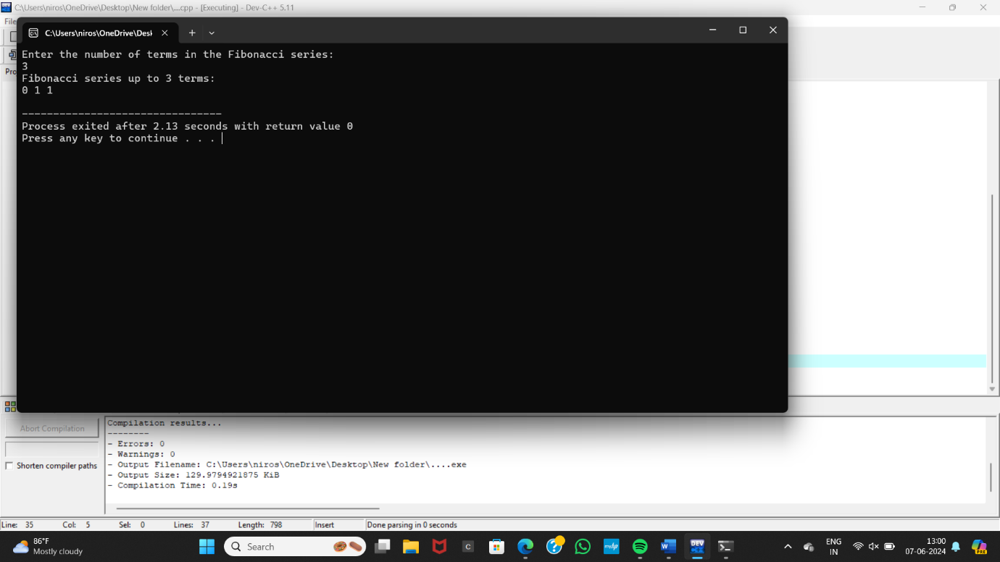 C:\Users\niros\OneDrive\Desktop\New folder\....cpp - [Executing] - Dev-C++ 5.11
File
C:\Users\niros\OneDrive\Desl
Enter the number of terms in the Fibonacci series:
3
Fibonacci series up to 3 terms:
0 1 1
--------------------------------
Process exited after 2.13 seconds with return value 0
Press any key to continue . . .
Pro
Abort Compilation
Shorten compiler paths
Compilation results...
--------
- Errors: 0
- Warnings: 0
- Output Filename: C:\Users\niros\OneDrive\Desktop\New folder\....exe
- Output Size: 129.9794921875 KiB
- Compilation Time: 0.19s
Line: 35 Col: 5 Sel: 0 Lines: 37 Length: 798 Insert Done parsing in 0 seconds
86°F
Mostly cloudy
Search
C
myhp
W
DEV
ENG
IN
13:00
07-06-2024
PRE